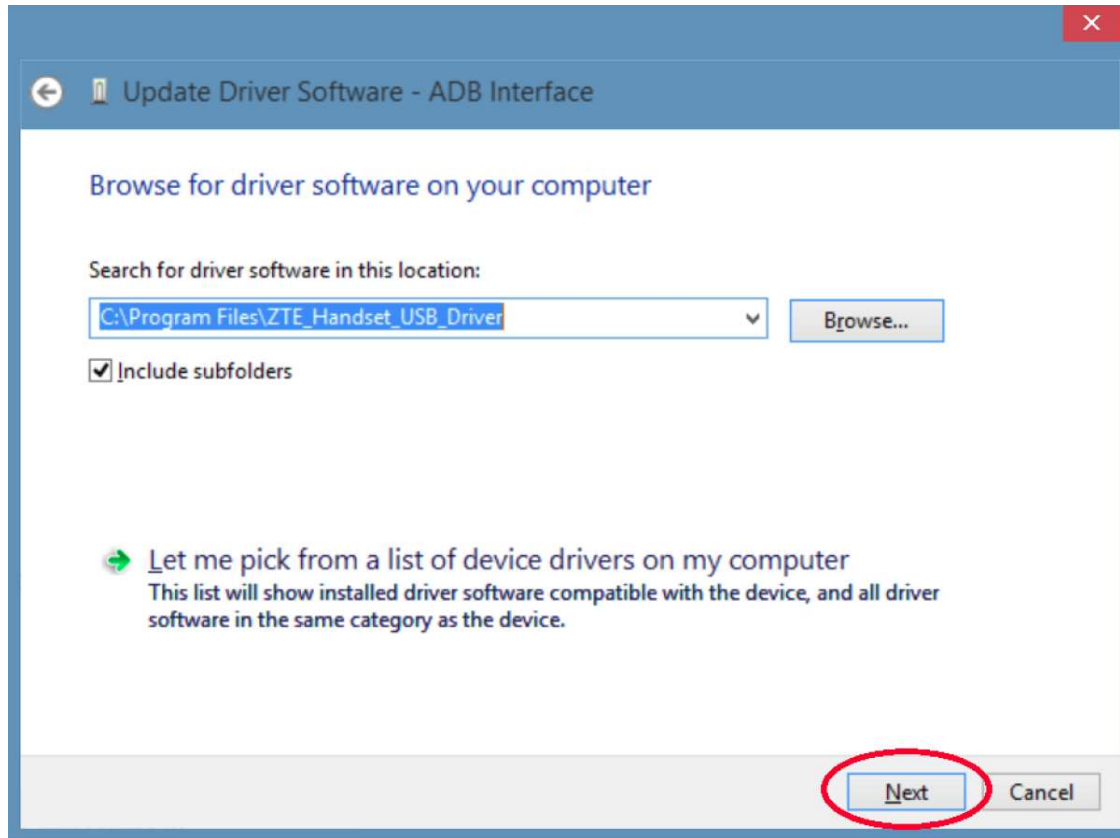 Update Driver Software - ADB Interface
Browse for driver software on your computer
Search for driver software in this location:
C:\Program Files\ZTE_Handset_USB_Driver
Browse...
Include subfolders
Let me pick from a list of device drivers on my computer
This list will show installed driver software compatible with the device, and all driver
software in the same category as the device.
Next
Cancel